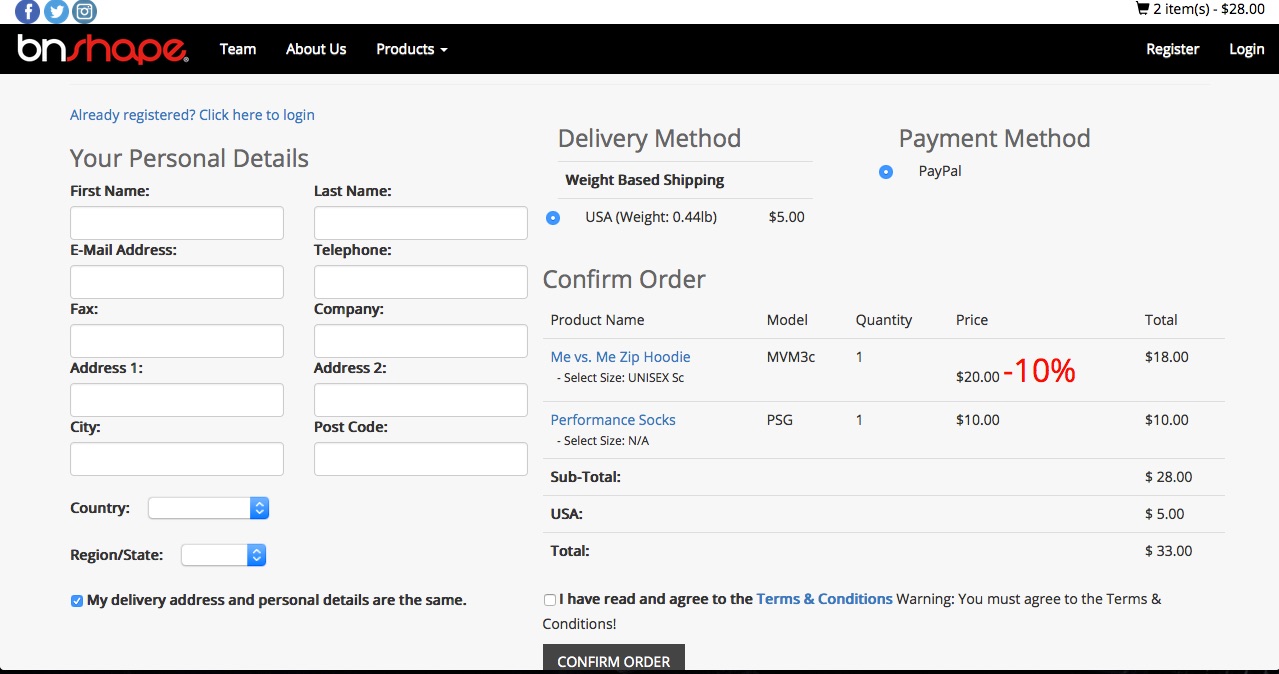 2 item(s) - $28.00
bnshape®
Team About Us Products Register Login
Already registered? Click here to login
Your Personal Details
First Name: Last Name:
E-Mail Address: Telephone:
Fax: Company:
Address 1: Address 2:
City: Post Code:
Country:
Region/State:
My delivery address and personal details are the same.
Delivery Method
Weight Based Shipping
USA (Weight: 0.44lb) $5.00
Payment Method
PayPal
Confirm Order
Product Name Model Quantity Price Total
Me vs. Me Zip Hoodie MVM3c 1 $20.00 -10% $18.00
- Select Size: UNISEX Sc
Performance Socks PSG 1 $10.00 $10.00
- Select Size: N/A
Sub-Total: $ 28.00
USA: $ 5.00
Total: $ 33.00
I have read and agree to the Terms & Conditions Warning: You must agree to the Terms &
Conditions!
CONFIRM ORDER